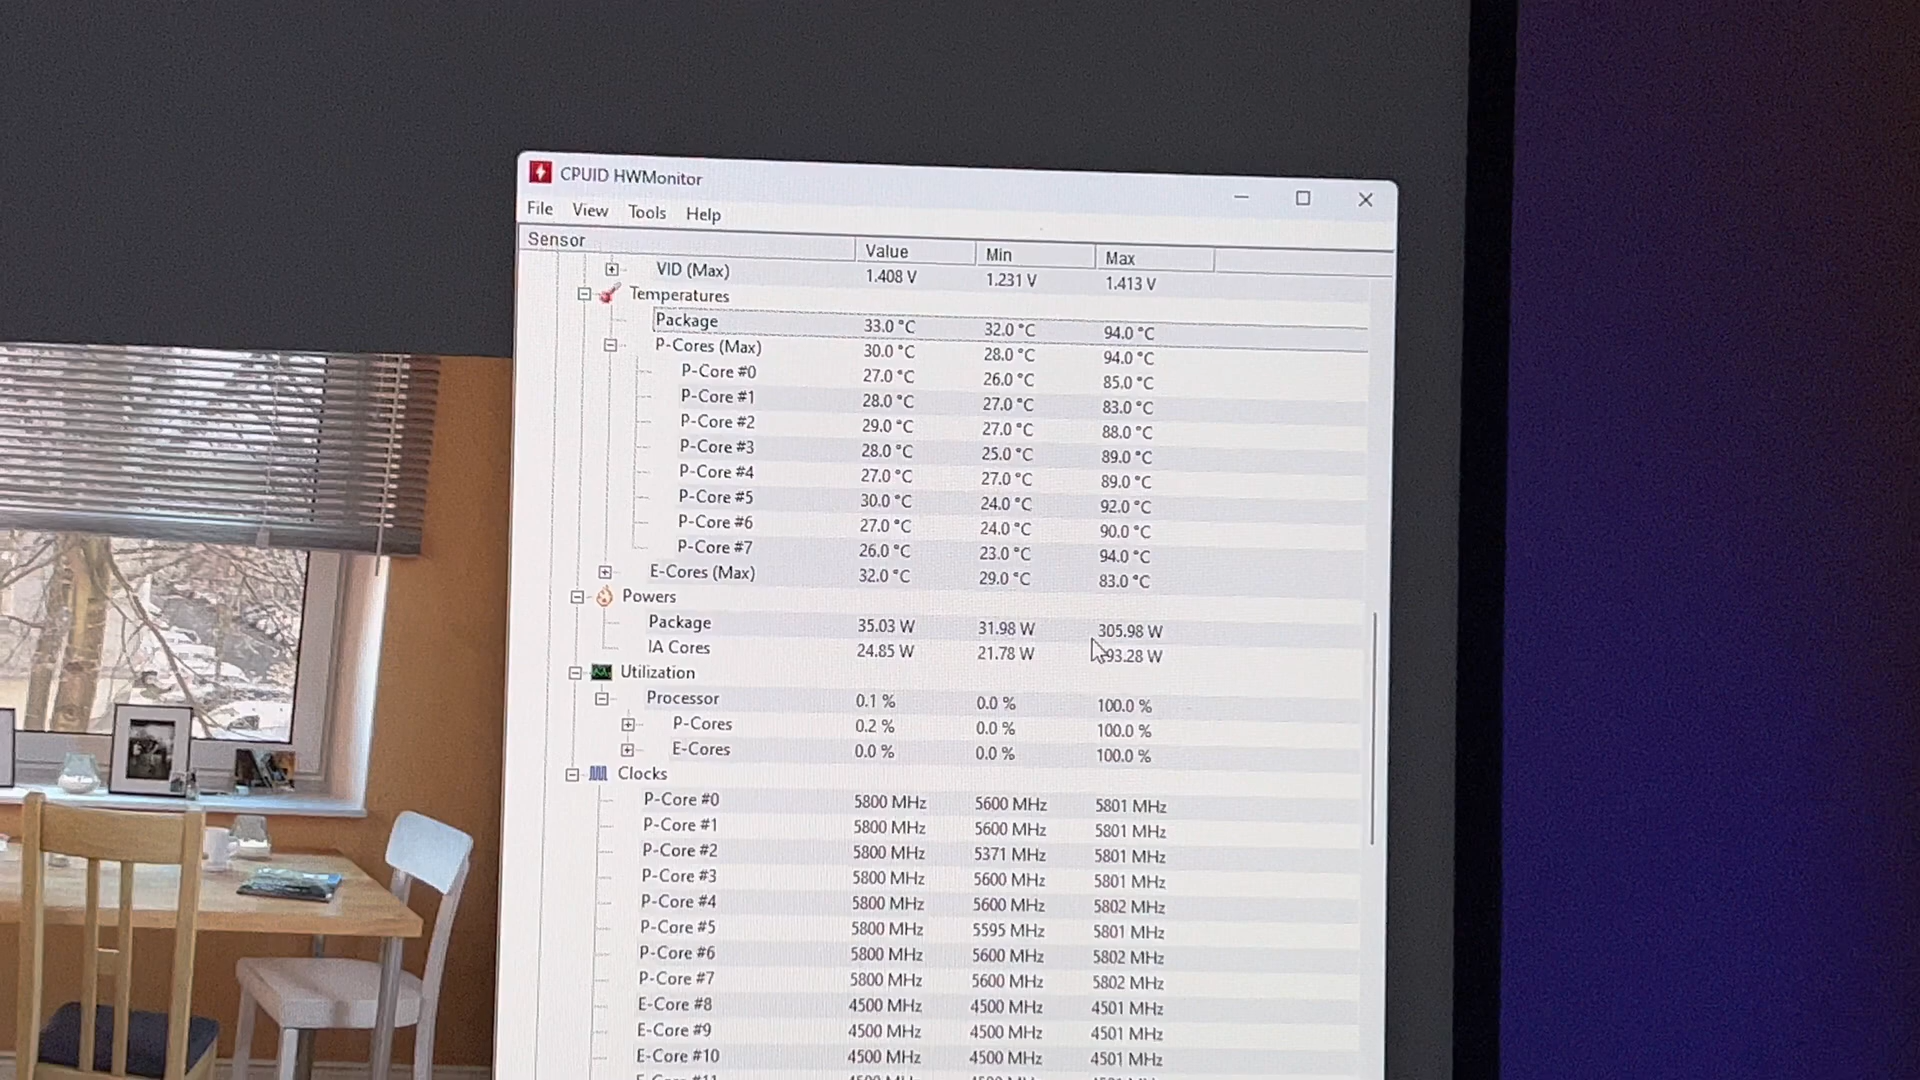 CPUID HWMonitor
File View Tools Help
Sensor Value Min Max
VID (Max) 1.408 V 1.231 V 1.413 V
Temperatures
Package 33.0 °C 32.0 °C 94.0 °C
P-Cores (Max) 30.0 °C 28.0 °C 94.0 °C
P-Core #0 27.0 °C 26.0 °C 85.0 °C
P-Core #1 28.0 °C 27.0 °C 83.0 °C
P-Core #2 29.0 °C 27.0 °C 88.0 °C
P-Core #3 28.0 °C 25.0 °C 89.0 °C
P-Core #4 27.0 °C 27.0 °C 89.0 °C
P-Core #5 30.0 °C 24.0 °C 92.0 °C
P-Core #6 27.0 °C 24.0 °C 90.0 °C
P-Core #7 26.0 °C 23.0 °C 94.0 °C
E-Cores (Max) 32.0 °C 29.0 °C 83.0 °C
Powers
Package 35.03 W 31.98 W 305.98 W
IA Cores 24.85 W 21.78 W 93.28 W
Utilization
Processor 0.1 % 0.0 % 100.0 %
P-Cores 0.2 % 0.0 % 100.0 %
E-Cores 0.0 % 0.0 % 100.0 %
Clocks
P-Core #0 5800 MHz 5600 MHz 5801 MHz
P-Core #1 5800 MHz 5600 MHz 5801 MHz
P-Core #2 5800 MHz 5371 MHz 5801 MHz
P-Core #3 5800 MHz 5600 MHz 5801 MHz
P-Core #4 5800 MHz 5600 MHz 5802 MHz
P-Core #5 5800 MHz 5595 MHz 5801 MHz
P-Core #6 5800 MHz 5600 MHz 5802 MHz
P-Core #7 5800 MHz 5600 MHz 5802 MHz
E-Core #8 4500 MHz 4500 MHz 4501 MHz
E-Core #9 4500 MHz 4500 MHz 4501 MHz
E-Core #10 4500 MHz 4500 MHz 4501 MHz